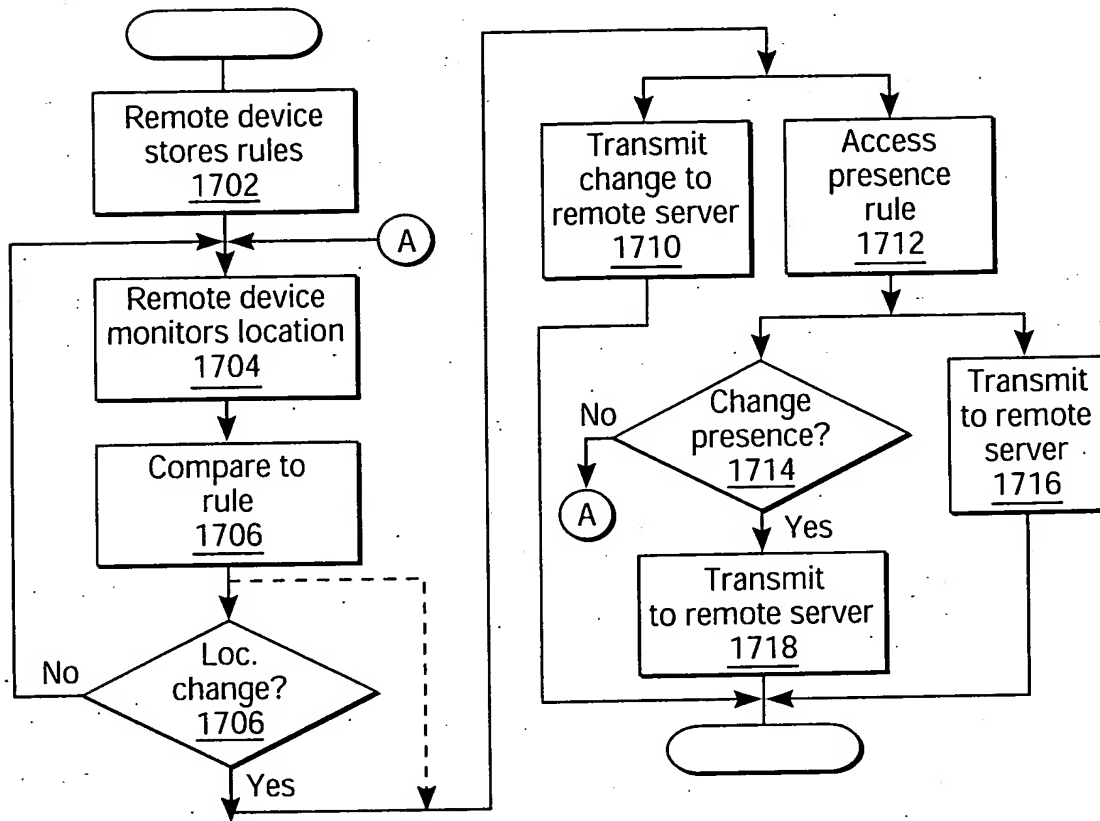 Remote device
stores rules
1702
A
Remote device
monitors location
1704
Compare to
rule
1706
Loc.
change?
1706
No
Yes
Transmit
change to
remote server
1710
Access
presence
rule
1712
Change
presence?
1714
No
A
Yes
Transmit
to remote
server
1716
Transmit
to remote server
1718